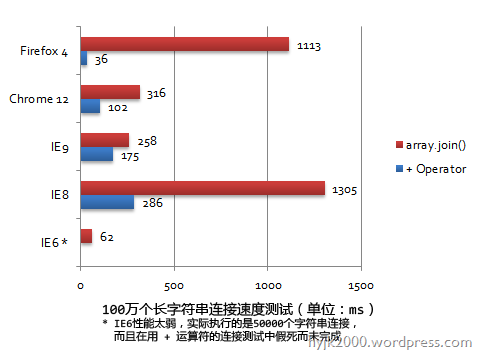 Firefox 4
1113
36
Chrome 12
316
102
IE9
258
175
array.join()
+ Operator
IE8
1305
286
IE6 *
62
0
500
1000
1500
100万个长字符串连接速度测试（单位：ms）
* IE6性能太弱，实际执行的是50000个字符串连接，
而且在用 + 运算符的连接测试中假死而未完成
hyjk2000.wordpress.com